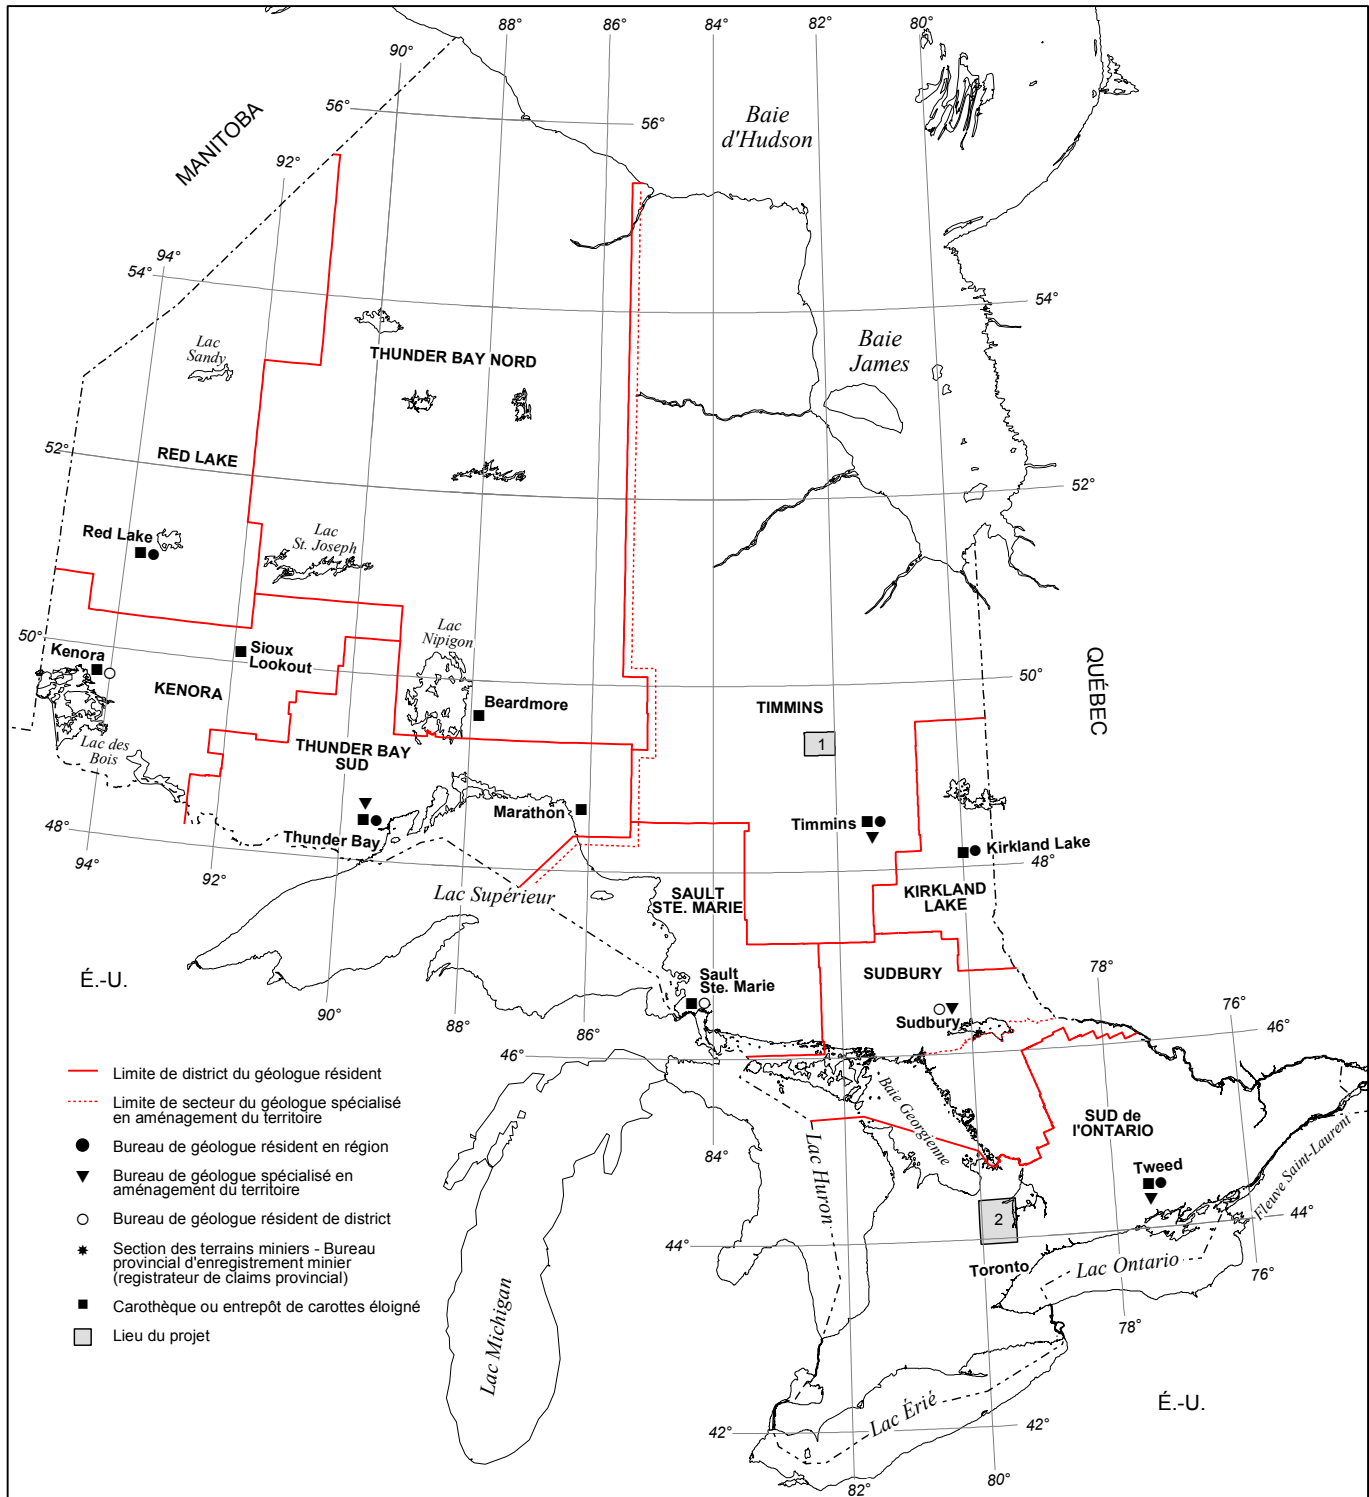 88°
86°
84°
82°
80°
90°
56°
56°
Baie
d'Hudson
MANITOBA
92°
94°
54°
54°
Lac
Sandy
THUNDER BAY NORD
Baie
James
52°
RED LAKE
52°
Red Lake
Lac
St. Joseph
50°
Kenora
Sioux
Lookout
Lac
Nipigon
KENORA
Beardmore
50°
TIMMINS
QUÉBEC
1
Lac des
Bois
THUNDER BAY
SUD
Marathon
Thunder Bay
Timmins
Kirkland Lake
48°
48°
94°
92°
Lac Supérieur
SAULT
STE. MARIE
KIRKLAND
LAKE
É.-U.
Sault
Ste. Marie
SUDBURY
Sudbury
78°
76°
46°
90°
88°
86°
46°
Baie Georgienne
SUD de
l'ONTARIO
Tweed
Fleuve Saint-Laurent
84°
Lac Huron
44°
44°
2
Toronto
Lac Ontario
76°
78°
Lac Michigan
Lac Érié
É.-U.
42°
42°
82°
80°
Limite de district du géologue résident
Limite de secteur du géologue spécialisé
en aménagement du territoire
Bureau de géologue résident en région
Bureau de géologue spécialisé en
aménagement du territoire
Bureau de géologue résident de district
Section des terrains miniers - Bureau
provincial d'enregistrement minier
(registrateur de claims provincial)
Carothèque ou entrepôt de carottes éloigné
Lieu du projet